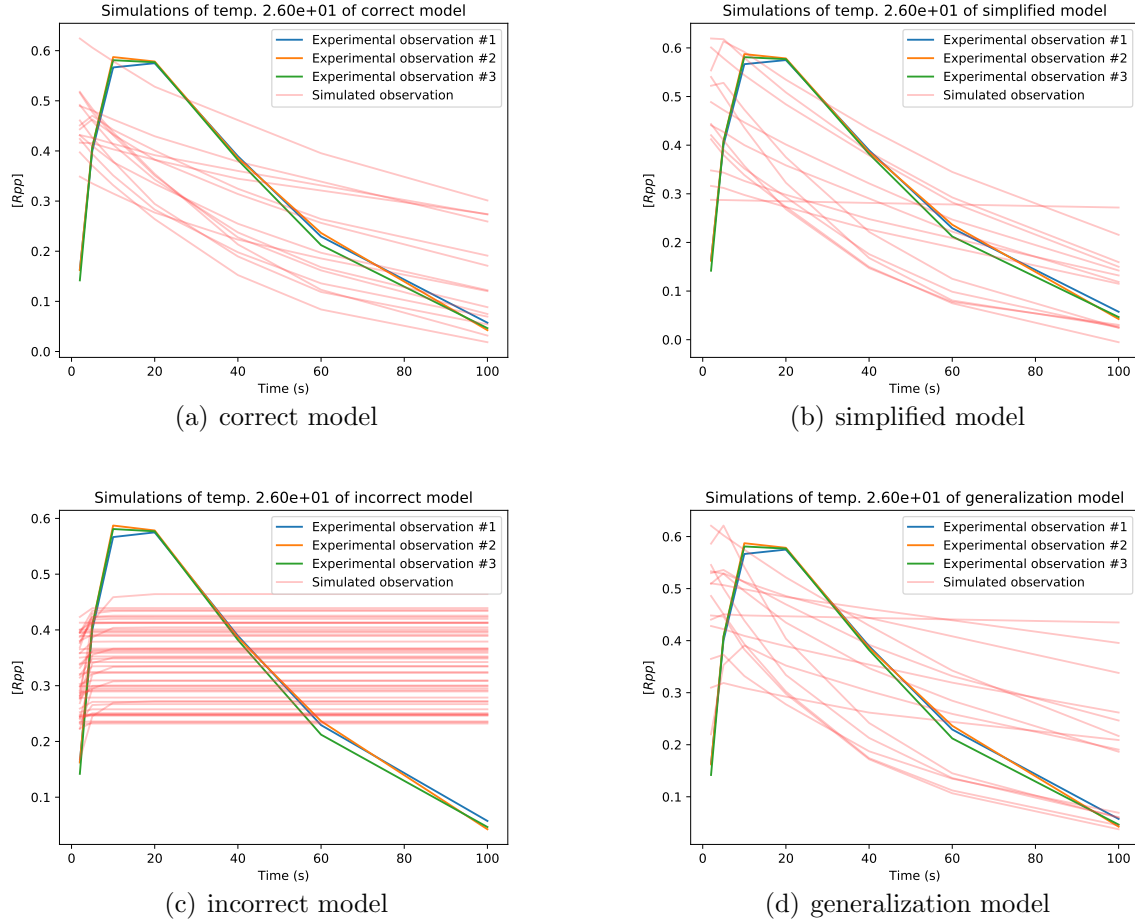 Simulations of temp. 2.60e+01 of correct model
[Rpp]
0.6
0.5
0.4
0.3
0.2
0.1
0.0
Experimental observation #1
Experimental observation #2
Experimental observation #3
Simulated observation
0 20 40 60 80 100
Time (s)
(a) correct model
Simulations of temp. 2.60e+01 of simplified model
[Rpp]
0.6
0.5
0.4
0.3
0.2
0.1
0.0
Experimental observation #1
Experimental observation #2
Experimental observation #3
Simulated observation
0 20 40 60 80 100
Time (s)
(b) simplified model
Simulations of temp. 2.60e+01 of incorrect model
[Rpp]
0.6
0.5
0.4
0.3
0.2
0.1
Experimental observation #1
Experimental observation #2
Experimental observation #3
Simulated observation
0 20 40 60 80 100
Time (s)
(c) incorrect model
Simulations of temp. 2.60e+01 of generalization model
[Rpp]
0.6
0.5
0.4
0.3
0.2
0.1
Experimental observation #1
Experimental observation #2
Experimental observation #3
Simulated observation
0 20 40 60 80 100
Time (s)
(d) generalization model